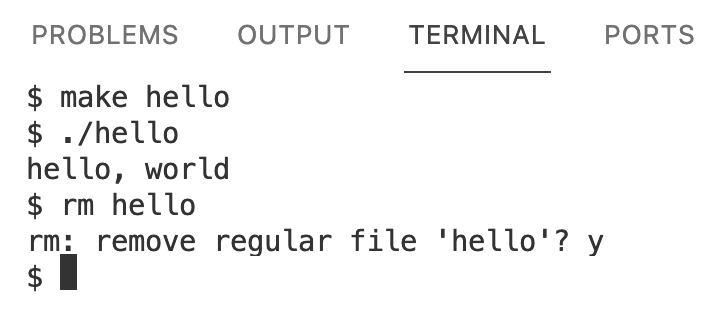 PROBLEMS OUTPUT TERMINAL PORTS
$ make hello
$ ./hello
hello, world
$ rm hello
rm: remove regular file 'hello'? y
$